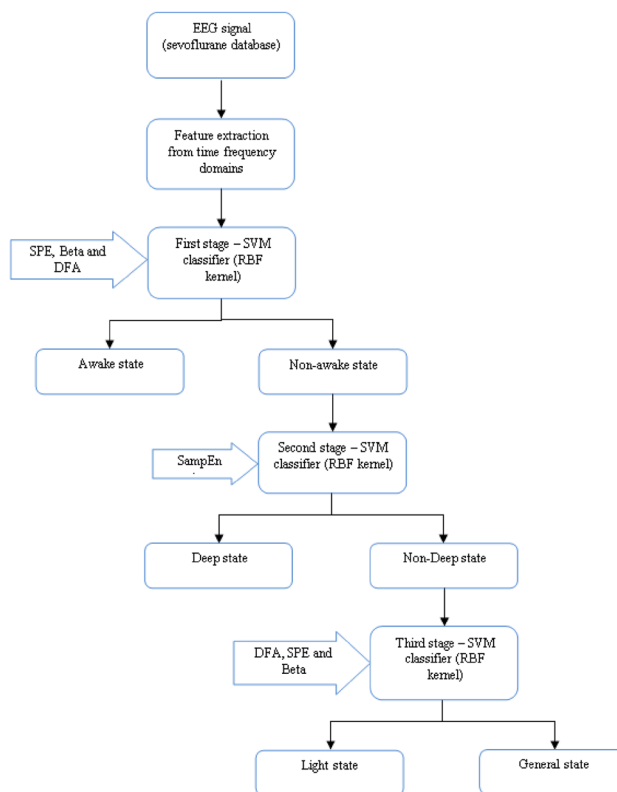 EEG signal
(sevoflurane database)
Feature extraction
from time frequency
domains
SPE, Beta and
DFA
First stage – SVM
classifier (RBF
kernel)
Awake state
Non-awake state
SampEn
.
Second stage – SVM
classifier (RBF kernel)
Deep state
Non-Deep state
DFA, SPE and
Beta
Third stage – SVM
classifier (RBF
kernel)
Light state
General state